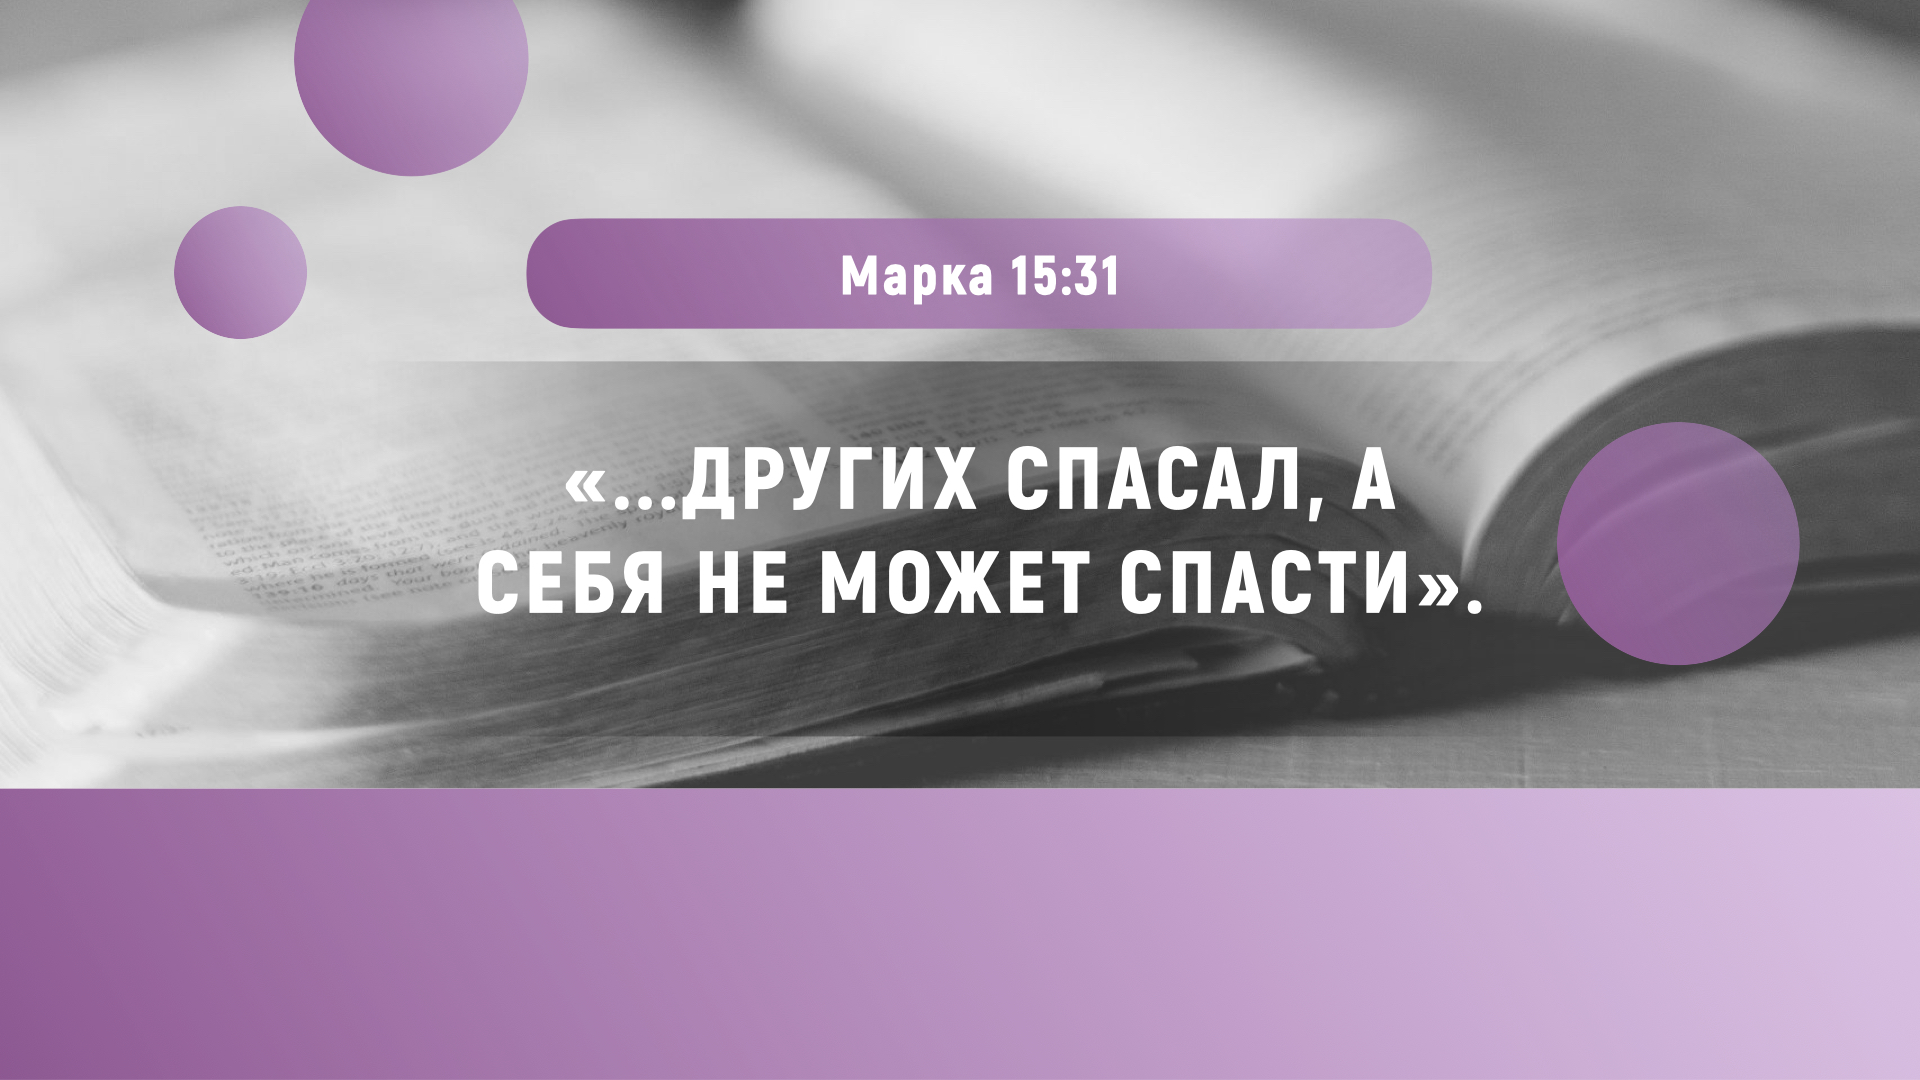 Марка 15:31
«...ДРУГИХ СПАСАЛ, А
СЕБЯ НЕ МОЖЕТ СПАСТИ».